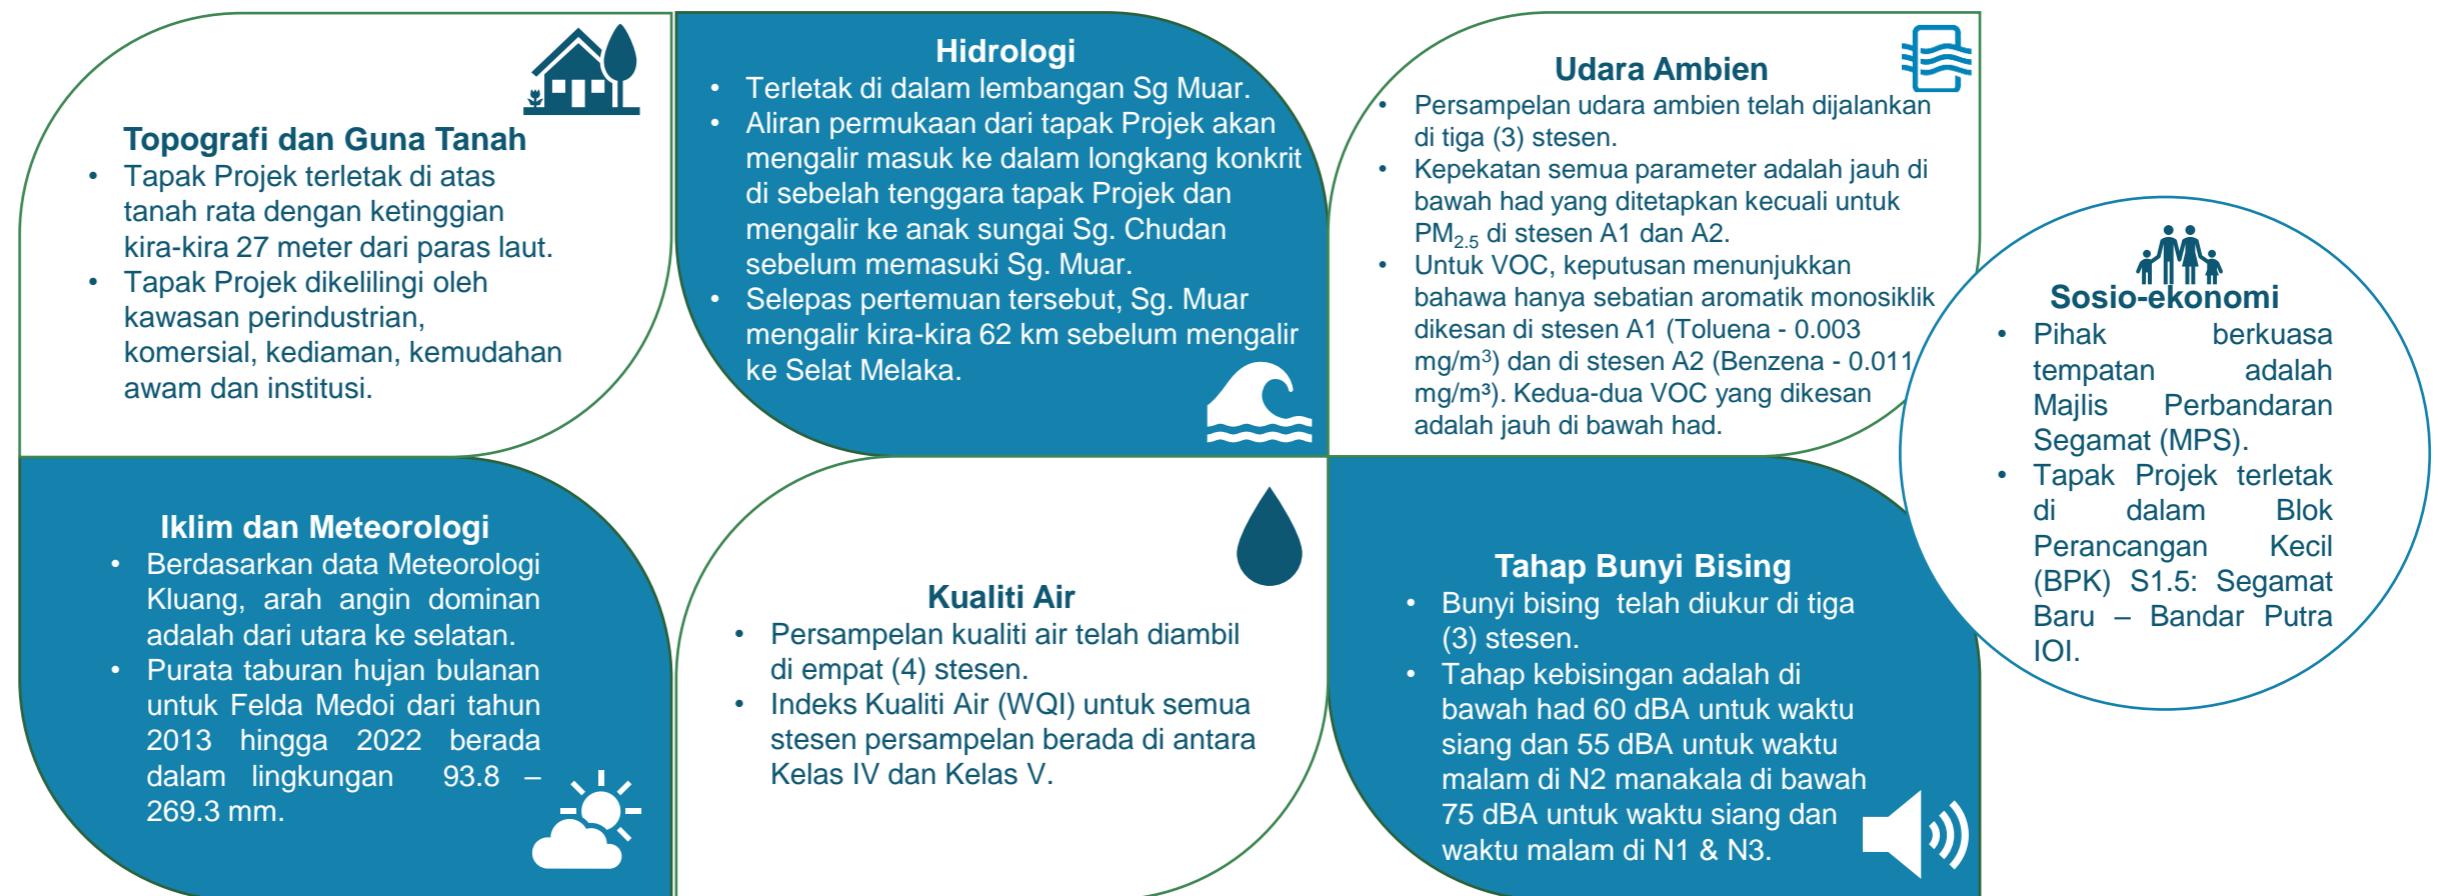 Topografi dan Guna Tanah
• Tapak Projek terletak di atas
tanah rata dengan ketinggian
kira-kira 27 meter dari paras laut.
• Tapak Projek dikelilingi oleh
kawasan perindustrian,
komersial, kediaman, kemudahan
awam dan institusi.
Hidrologi
• Terletak di dalam lembangan Sg Muar.
• Aliran permukaan dari tapak Projek akan
mengalir masuk ke dalam longkang konkrit
di sebelah tenggara tapak Projek dan
mengalir ke anak sungai Sg. Chudan
sebelum memasuki Sg. Muar.
• Selepas pertemuan tersebut, Sg. Muar
mengalir kira-kira 62 km sebelum mengalir
ke Selat Melaka.
Udara Ambien
• Persampelan udara ambien telah dijalankan
di tiga (3) stesen.
• Kepekatan semua parameter adalah jauh di
bawah had yang ditetapkan kecuali untuk
PM2.5 di stesen A1 dan A2.
• Untuk VOC, keputusan menunjukkan
bahawa hanya sebatian aromatik monosiklik
dikesan di stesen A1 (Toluena - 0.003
mg/m³) dan di stesen A2 (Benzena - 0.011
mg/m³). Kedua-dua VOC yang dikesan
adalah jauh di bawah had.
Sosio-ekonomi
• Pihak berkuasa
tempatan adalah
Majlis Perbandaran
Segamat (MPS).
• Tapak Projek terletak
di dalam Blok
Perancangan Kecil
(BPK) S1.5: Segamat
Baru – Bandar Putra
IOI.
Iklim dan Meteorologi
• Berdasarkan data Meteorologi
Kluang, arah angin dominan
adalah dari utara ke selatan.
• Purata taburan hujan bulanan
untuk Felda Medoi dari tahun
2013 hingga 2022 berada
dalam lingkungan 93.8 –
269.3 mm.
Kualiti Air
• Persampelan kualiti air telah diambil
di empat (4) stesen.
• Indeks Kualiti Air (WQI) untuk semua
stesen persampelan berada di antara
Kelas IV dan Kelas V.
Tahap Bunyi Bising
• Bunyi bising telah diukur di tiga
(3) stesen.
• Tahap kebisingan adalah di
bawah had 60 dBA untuk waktu
siang dan 55 dBA untuk waktu
malam di N2 manakala di bawah
75 dBA untuk waktu siang dan
waktu malam di N1 & N3.